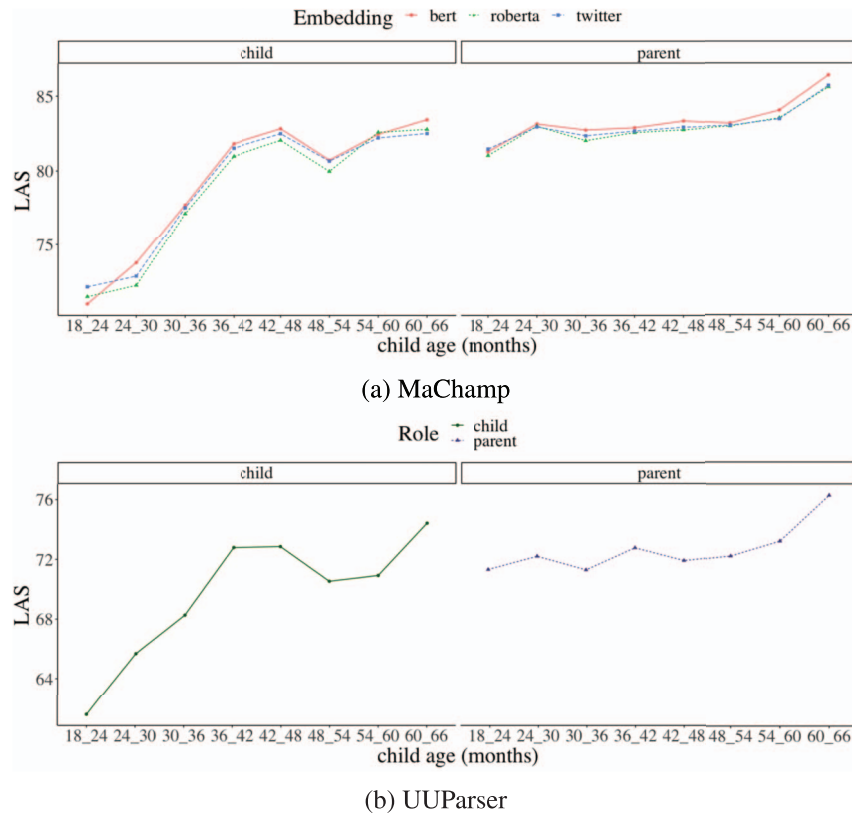 Embedding bert roberta twitter
child parent
85
80
75
LAS
18_24 24_30 30_36 36_42 42_48 48_54 54_60 60_66 18_24 24_30 30_36 36_42 42_48 48_54 54_60 60_66
child age (months)
(a) MaChamp
Role child
parent
child parent
76
72
68
64
LAS
18_24 24_30 30_36 36_42 42_48 48_54 54_60 60_66 18_24 24_30 30_36 36_42 42_48 48_54 54_60 60_66
child age (months)
(b) UUParser